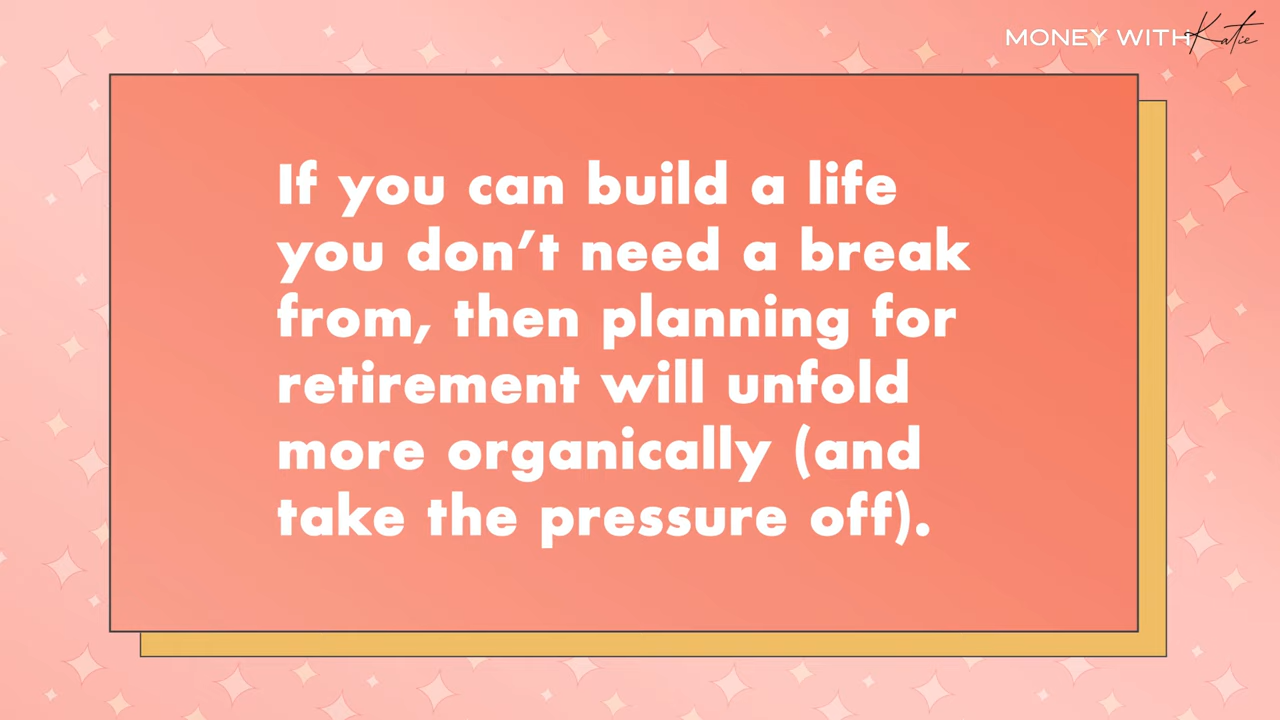 MONEY WITH Katie
If you can build a life
you don’t need a break
from, then planning for
retirement will unfold
more organically (and
take the pressure off).